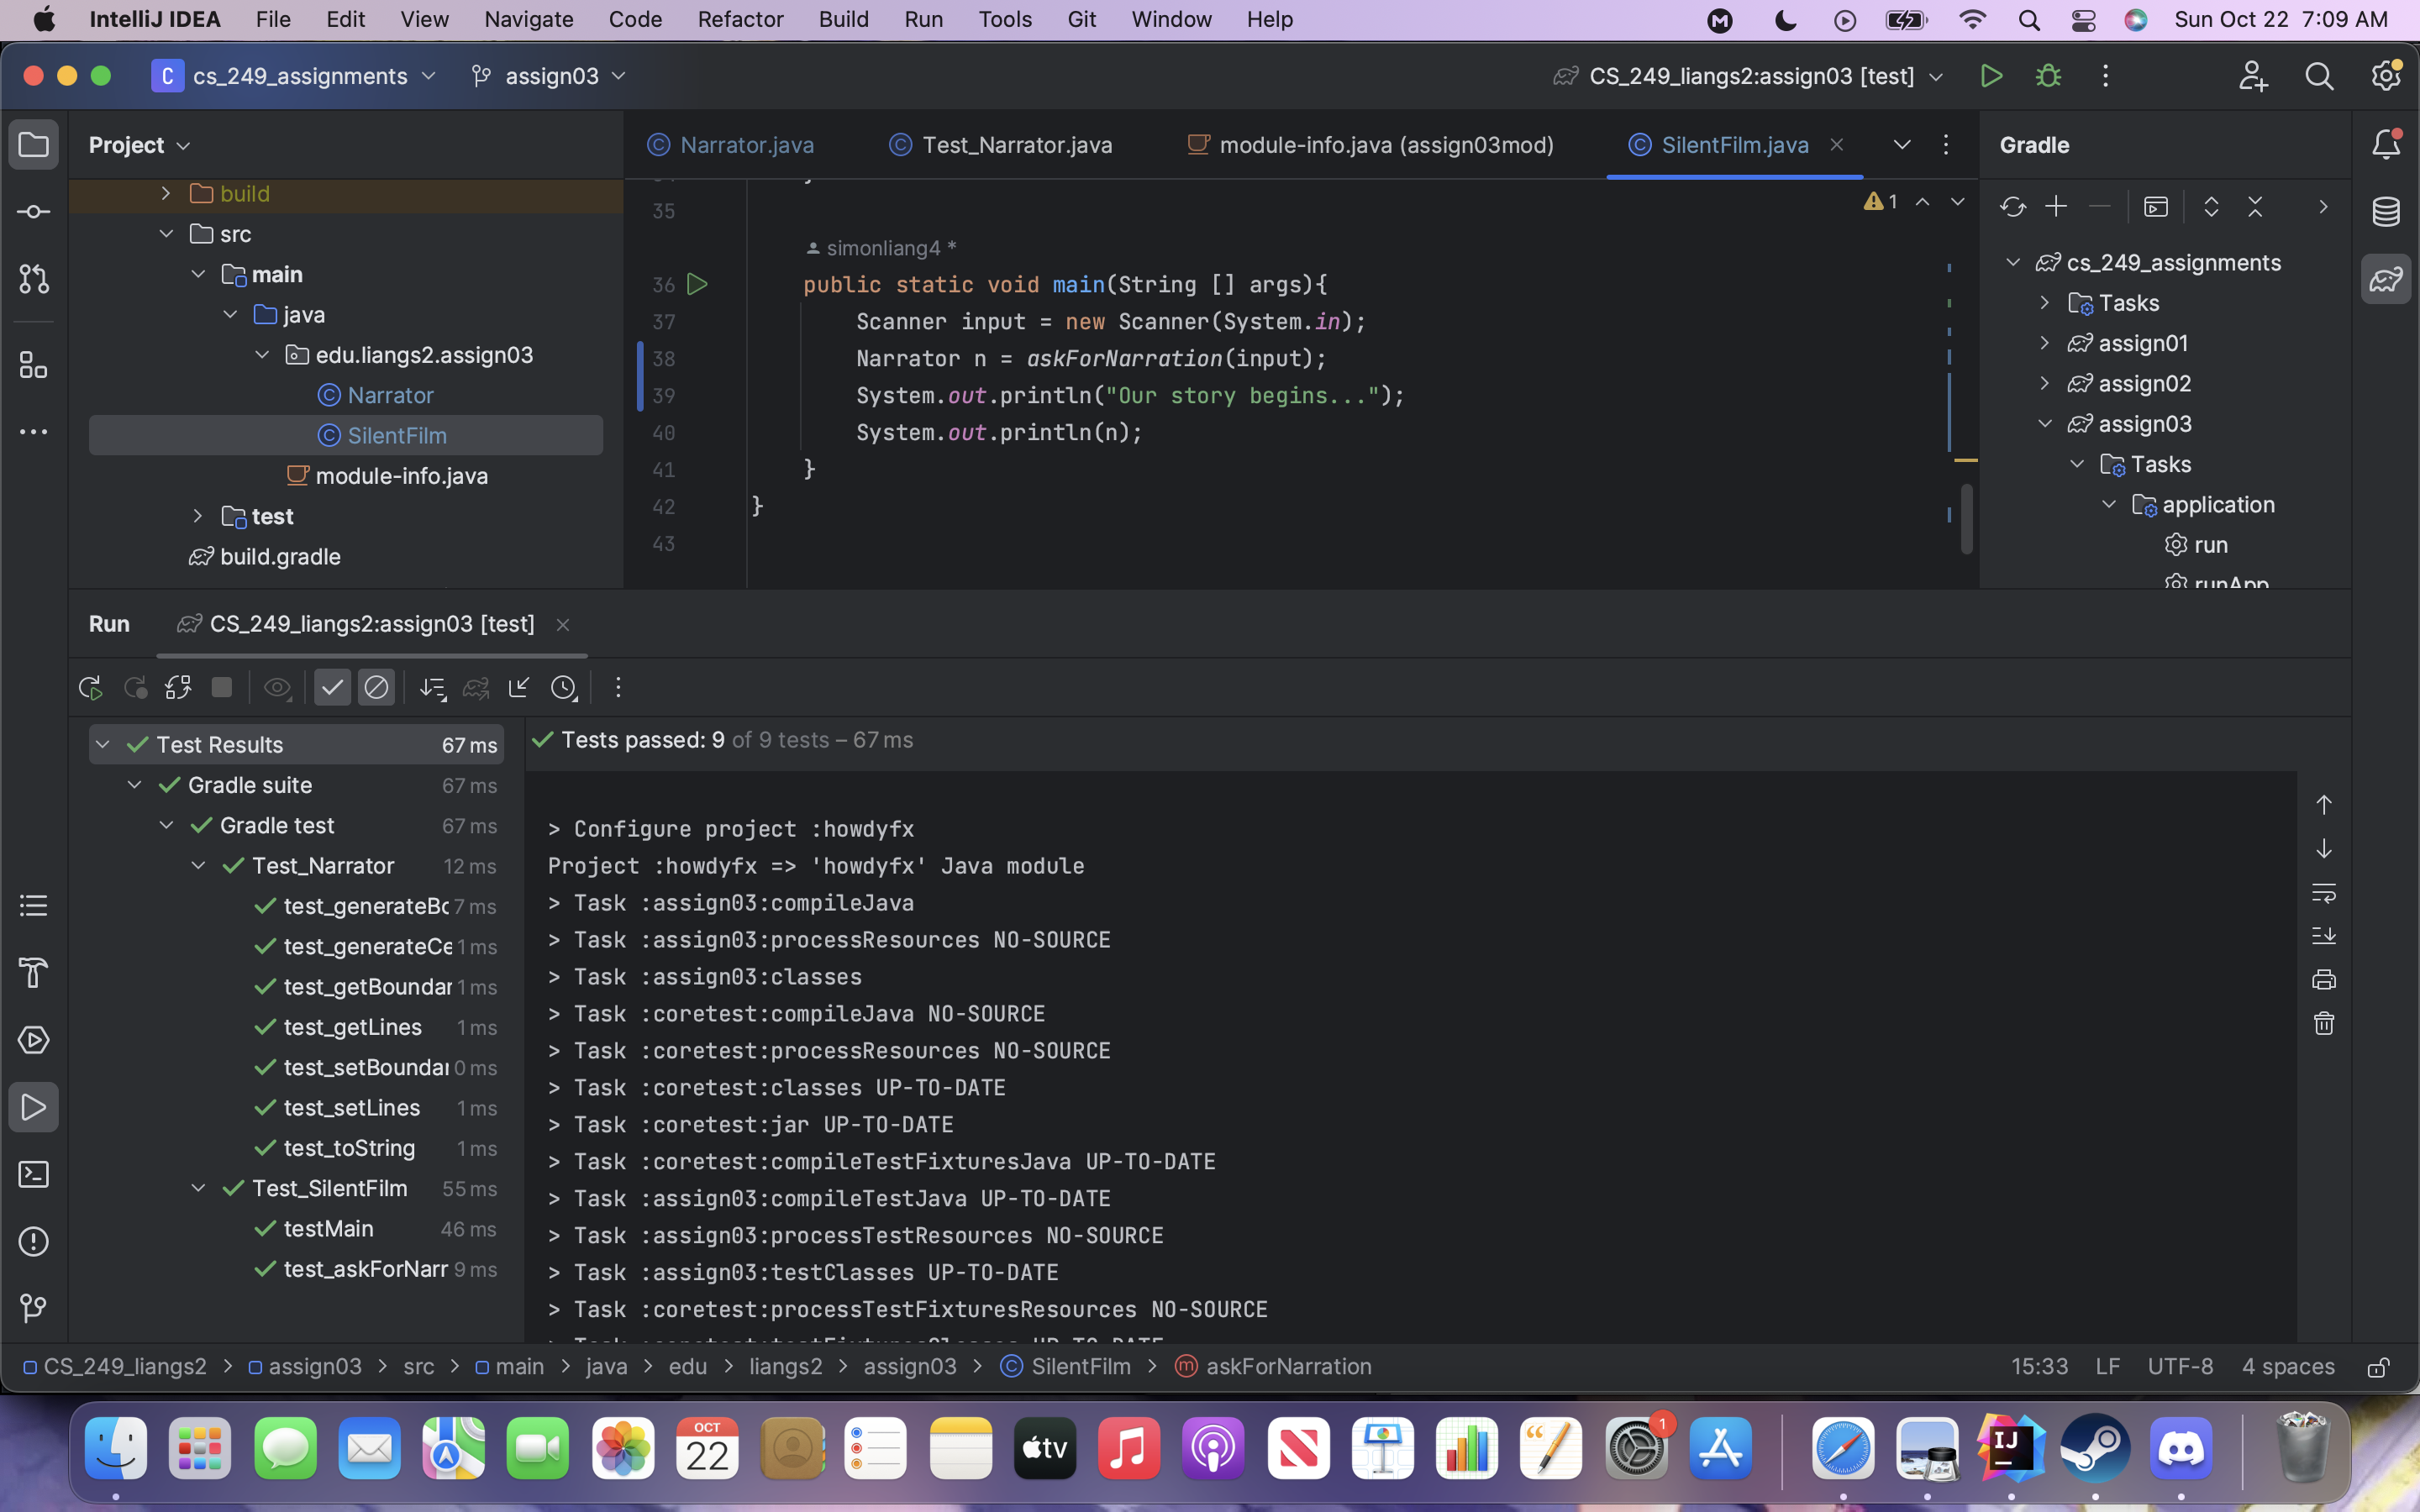 IntelliJ IDEA File Edit View Navigate Code Refactor Build Run Tools Git Window Help Sun Oct 22 7:09 AM
C cs_249_assignments assign03 CS_249_liangs2:assign03 [test]
Project
build
src
main
java
edu.liangs2.assign03
Narrator
SilentFilm
module-info.java
test
build.gradle
Narrator.java Test_Narrator.java module-info.java (assign03mod) SilentFilm.java
1
35
simonliang4 *
36 public static void main(String [] args){
37 Scanner input = new Scanner(System.in);
38 Narrator n = askForNarration(input);
39 System.out.println("Our story begins...");
40 System.out.println(n);
41 }
42 }
43
Gradle
cs_249_assignments
Tasks
assign01
assign02
assign03
Tasks
application
run
runApp
Run CS_249_liangs2:assign03 [test]
Test Results 67 ms
Gradle suite 67 ms
Gradle test 67 ms
Test_Narrator 12 ms
test_generateBo 7 ms
test_generateCe 1 ms
test_getBoundar 1 ms
test_getLines 1 ms
test_setBoundar 0 ms
test_setLines 1 ms
test_toString 1 ms
Test_SilentFilm 55 ms
testMain 46 ms
test_askForNarr 9 ms
Tests passed: 9 of 9 tests – 67 ms
> Configure project :howdyfx
Project :howdyfx => 'howdyfx' Java module
> Task :assign03:compileJava
> Task :assign03:processResources NO-SOURCE
> Task :assign03:classes
> Task :coretest:compileJava NO-SOURCE
> Task :coretest:processResources NO-SOURCE
> Task :coretest:classes UP-TO-DATE
> Task :coretest:jar UP-TO-DATE
> Task :coretest:compileTestFixturesJava UP-TO-DATE
> Task :assign03:compileTestJava UP-TO-DATE
> Task :assign03:processTestResources NO-SOURCE
> Task :assign03:testClasses UP-TO-DATE
> Task :coretest:processTestFixturesResources NO-SOURCE
> Task :coretest:testFixturesClasses UP-TO-DATE
CS_249_liangs2 > assign03 > src > main > java > edu > liangs2 > assign03 > SilentFilm > askForNarration 15:33 LF UTF-8 4 spaces
OCT
22
tv
1
IJ